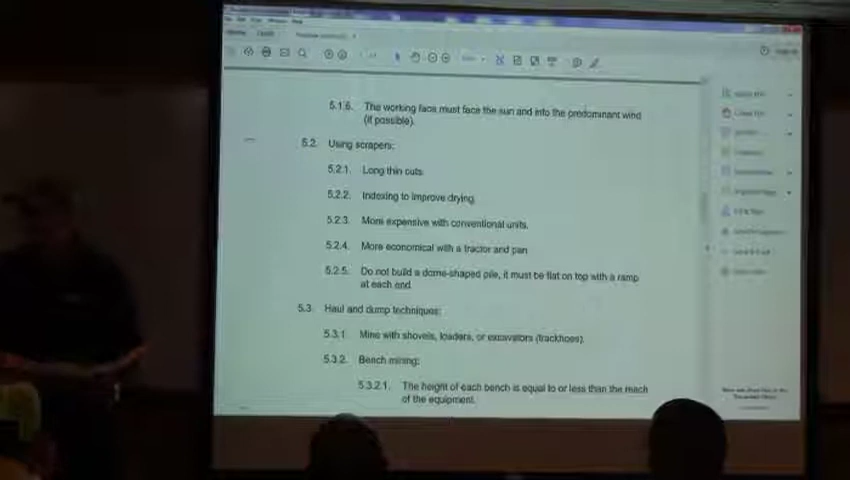 5.1.6. The working face must face the sun and into the predominant wind
(if possible).
5.2. Using scrapers:
5.2.1. Long thin cuts.
5.2.2. Indexing to improve drying.
5.2.3. More expensive with conventional units.
5.2.4. More economical with a tractor and pan.
5.2.5. Do not build a dome-shaped pile, it must be flat on top with a ramp
at each end.
5.3. Haul and dump techniques:
5.3.1. Mine with shovels, loaders, or excavators (trackhoes).
5.3.2. Bench mining:
5.3.2.1. The height of each bench is equal to or less than the reach
of the equipment.